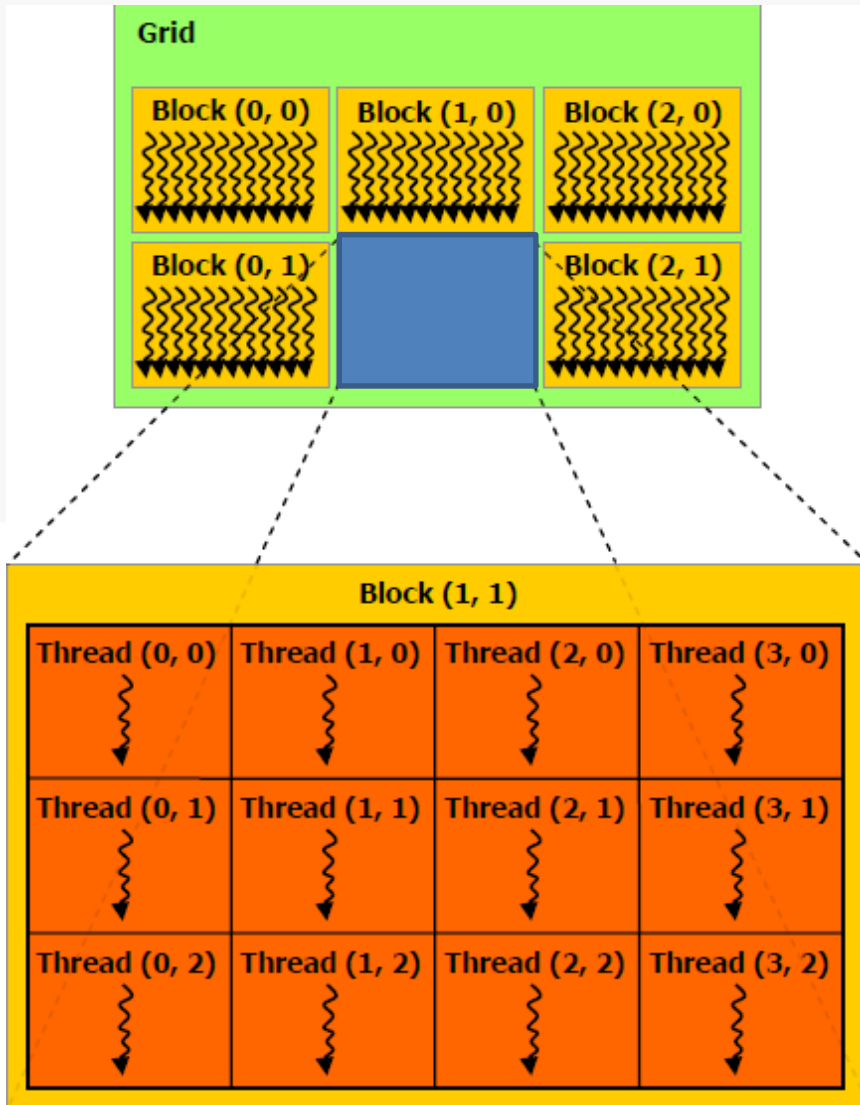 Grid
Block (0, 0) Block (1, 0) Block (2, 0)
Block (0, 1) Block (2, 1)
Block (1, 1)
Thread (0, 0) Thread (1, 0) Thread (2, 0) Thread (3, 0)
Thread (0, 1) Thread (1, 1) Thread (2, 1) Thread (3, 1)
Thread (0, 2) Thread (1, 2) Thread (2, 2) Thread (3, 2)